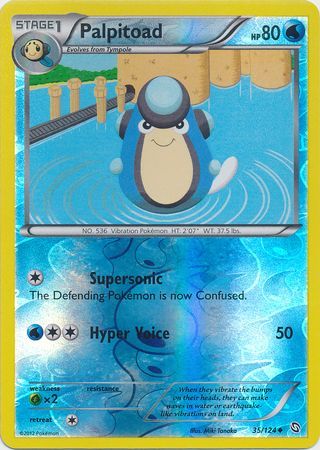 STAGE 1
Palpitoad
HP 80
Evolves from Tympole
NO. 536 Vibration Pokémon. HT: 2'07" WT: 37.5 lbs.
Supersonic
The Defending Pokémon is now Confused.
Hyper Voice 50
weakness resistance
×2
retreat
When they vibrate the bumps
on their heads, they can make
waves in water or earthquake-
like vibrations on land.
©2012 Pokémon
Illus. Miki Tanaka
35/124